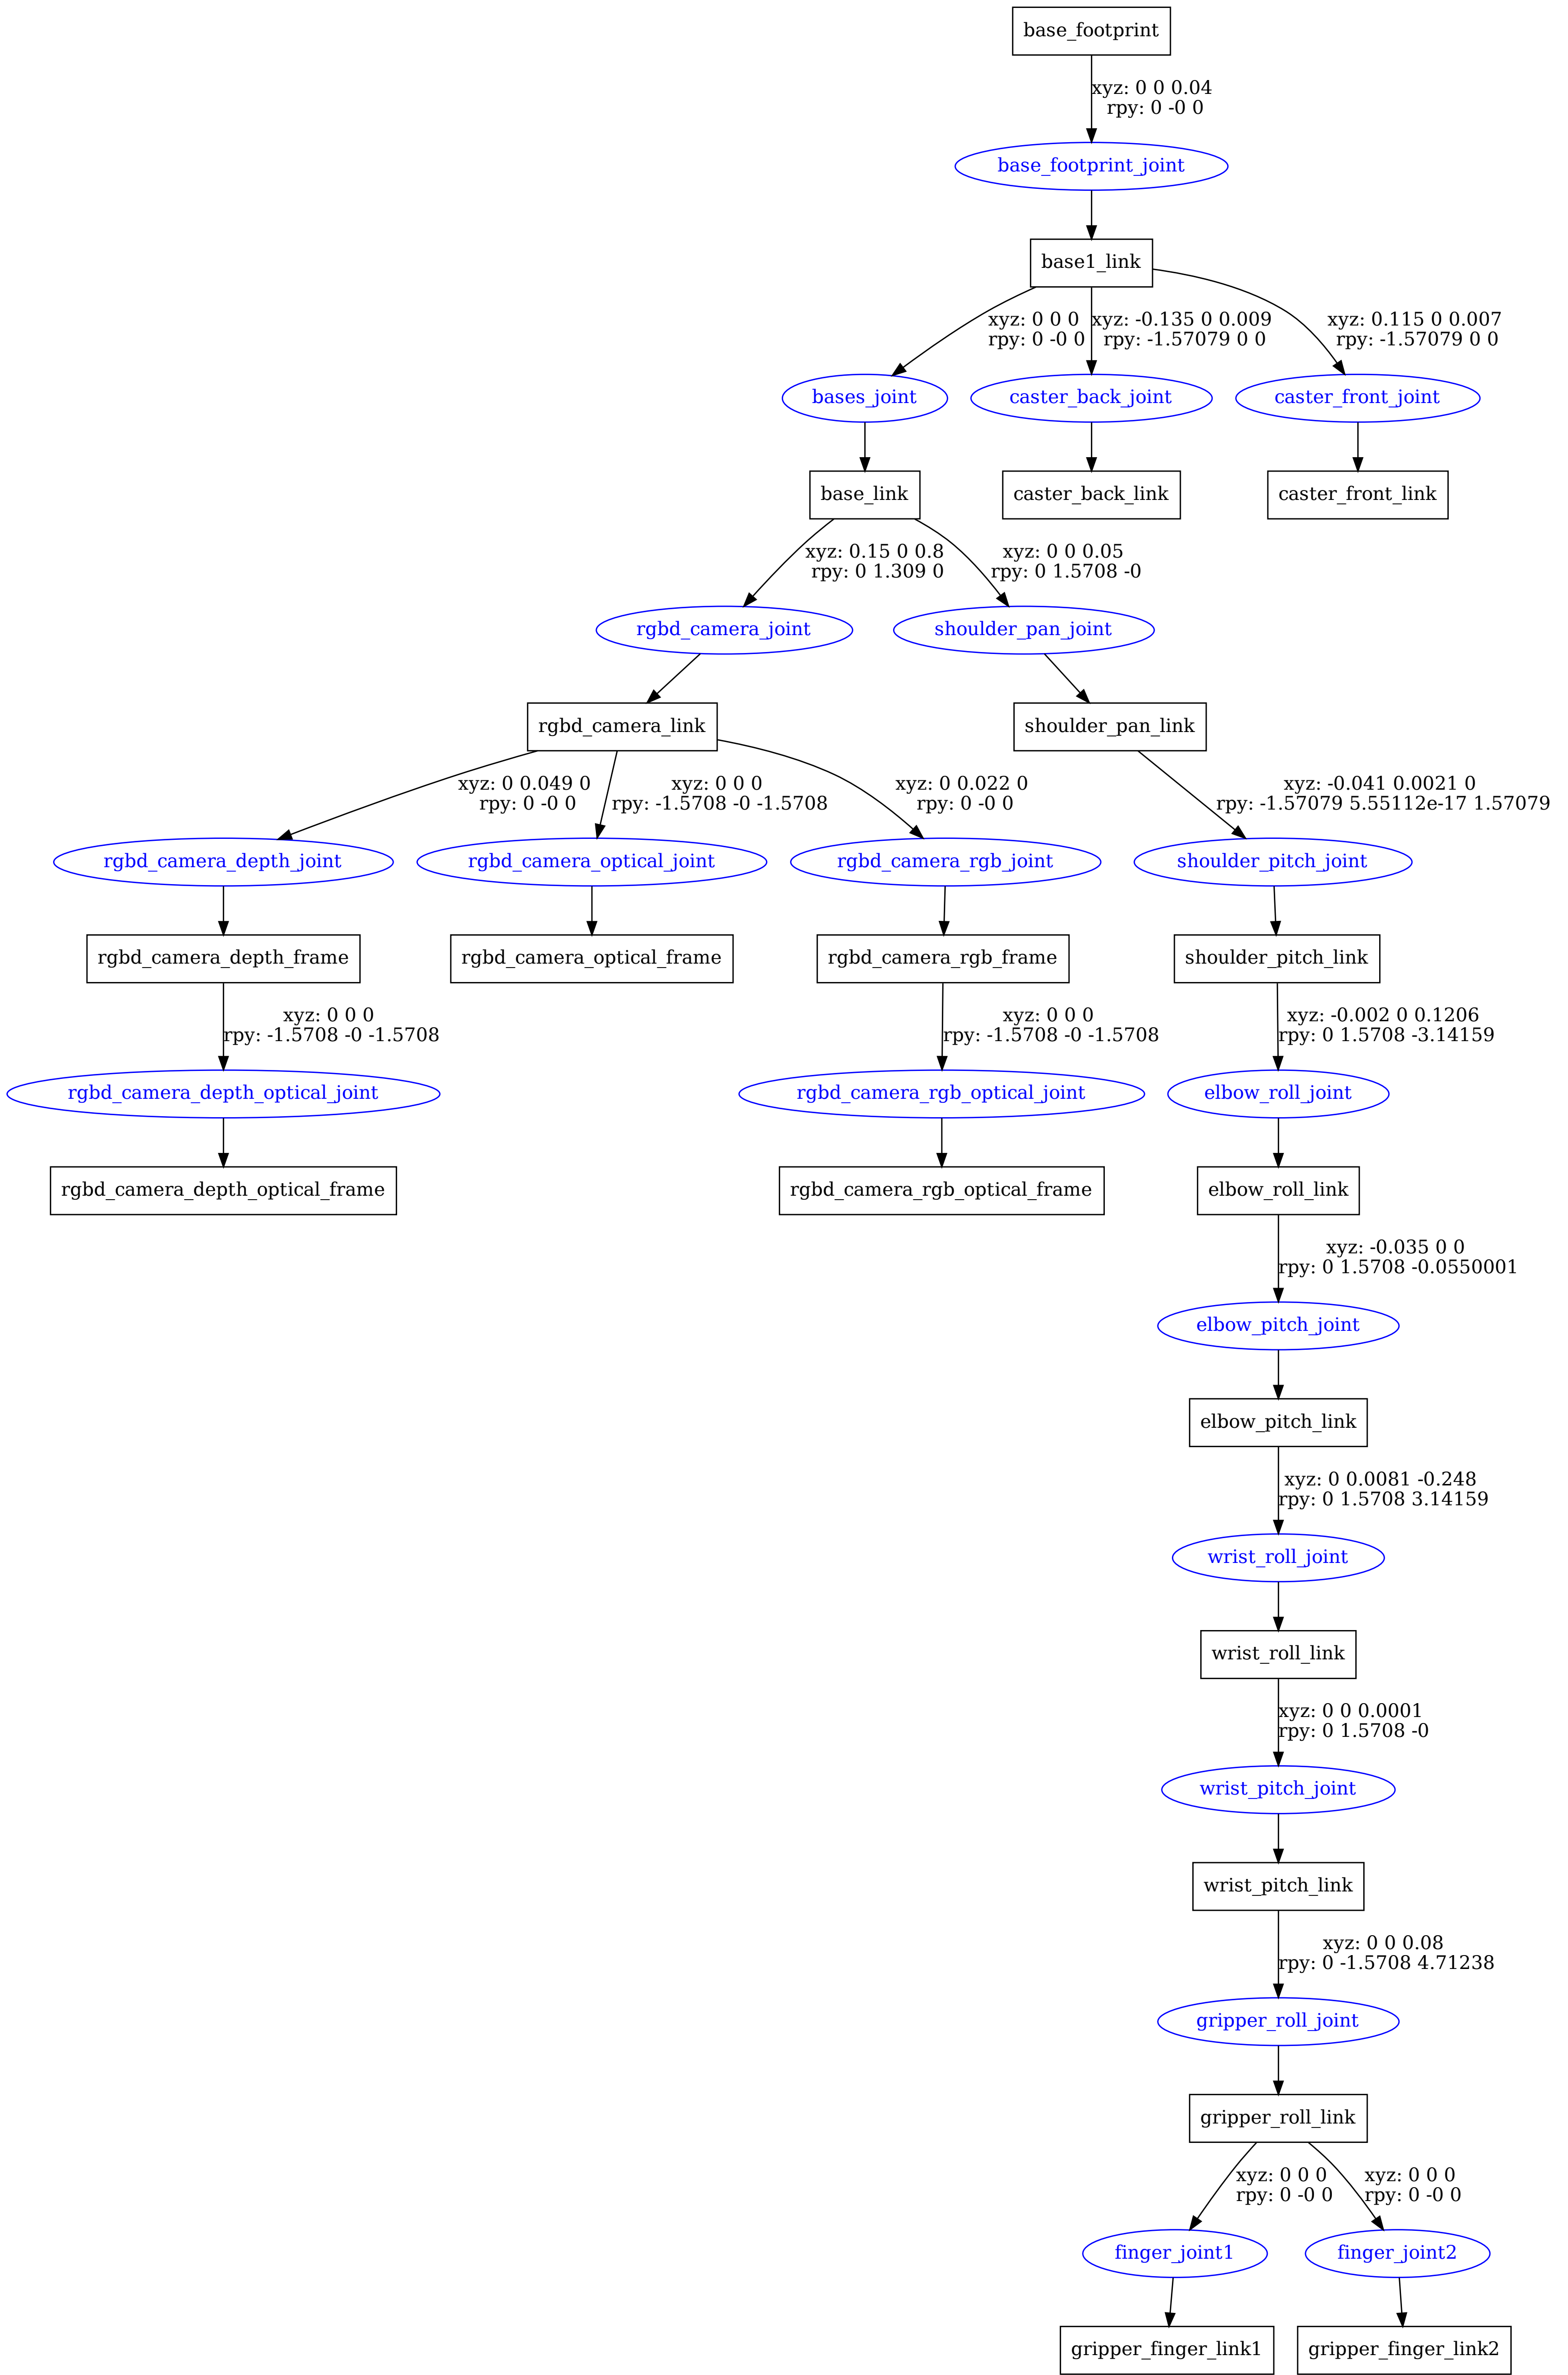 base_footprint
xyz: 0 0 0.04
rpy: 0 -0 0
base_footprint_joint
base1_link
xyz: 0 0 0
rpy: 0 -0 0
xyz: -0.135 0 0.009
rpy: -1.57079 0 0
xyz: 0.115 0 0.007
rpy: -1.57079 0 0
bases_joint
caster_back_joint
caster_front_joint
base_link
caster_back_link
caster_front_link
xyz: 0.15 0 0.8
rpy: 0 1.309 0
xyz: 0 0 0.05
rpy: 0 1.5708 -0
rgbd_camera_joint
shoulder_pan_joint
rgbd_camera_link
shoulder_pan_link
xyz: 0 0.049 0
rpy: 0 -0 0
xyz: 0 0 0
rpy: -1.5708 -0 -1.5708
xyz: 0 0.022 0
rpy: 0 -0 0
xyz: -0.041 0.0021 0
rpy: -1.57079 5.55112e-17 1.57079
rgbd_camera_depth_joint
rgbd_camera_optical_joint
rgbd_camera_rgb_joint
shoulder_pitch_joint
rgbd_camera_depth_frame
rgbd_camera_optical_frame
rgbd_camera_rgb_frame
shoulder_pitch_link
xyz: 0 0 0
rpy: -1.5708 -0 -1.5708
xyz: 0 0 0
rpy: -1.5708 -0 -1.5708
xyz: -0.002 0 0.1206
rpy: 0 1.5708 -3.14159
rgbd_camera_depth_optical_joint
rgbd_camera_rgb_optical_joint
elbow_roll_joint
rgbd_camera_depth_optical_frame
rgbd_camera_rgb_optical_frame
elbow_roll_link
xyz: -0.035 0 0
rpy: 0 1.5708 -0.0550001
elbow_pitch_joint
elbow_pitch_link
xyz: 0 0.0081 -0.248
rpy: 0 1.5708 3.14159
wrist_roll_joint
wrist_roll_link
xyz: 0 0 0.0001
rpy: 0 1.5708 -0
wrist_pitch_joint
wrist_pitch_link
xyz: 0 0 0.08
rpy: 0 -1.5708 4.71238
gripper_roll_joint
gripper_roll_link
xyz: 0 0 0
rpy: 0 -0 0
xyz: 0 0 0
rpy: 0 -0 0
finger_joint1
finger_joint2
gripper_finger_link1
gripper_finger_link2